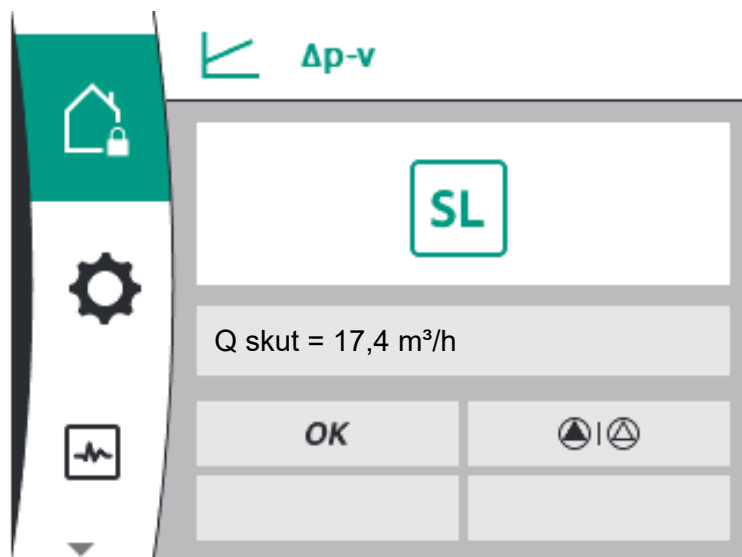 Δp-v
SL
Q skut = 17,4 m³/h
OK